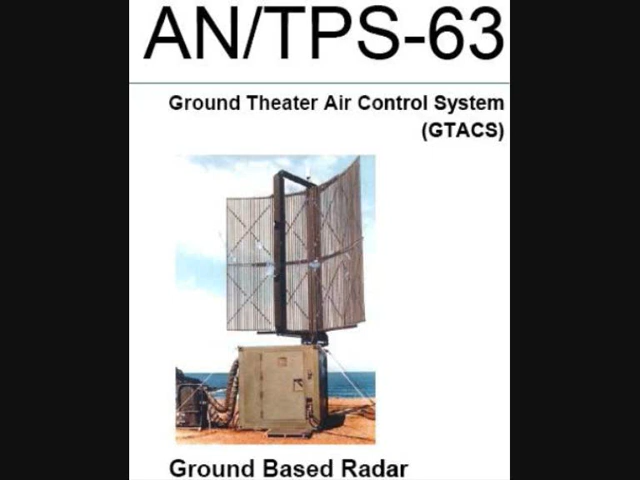 AN/TPS-63
Ground Theater Air Control System
(GTACS)
Ground Based Radar